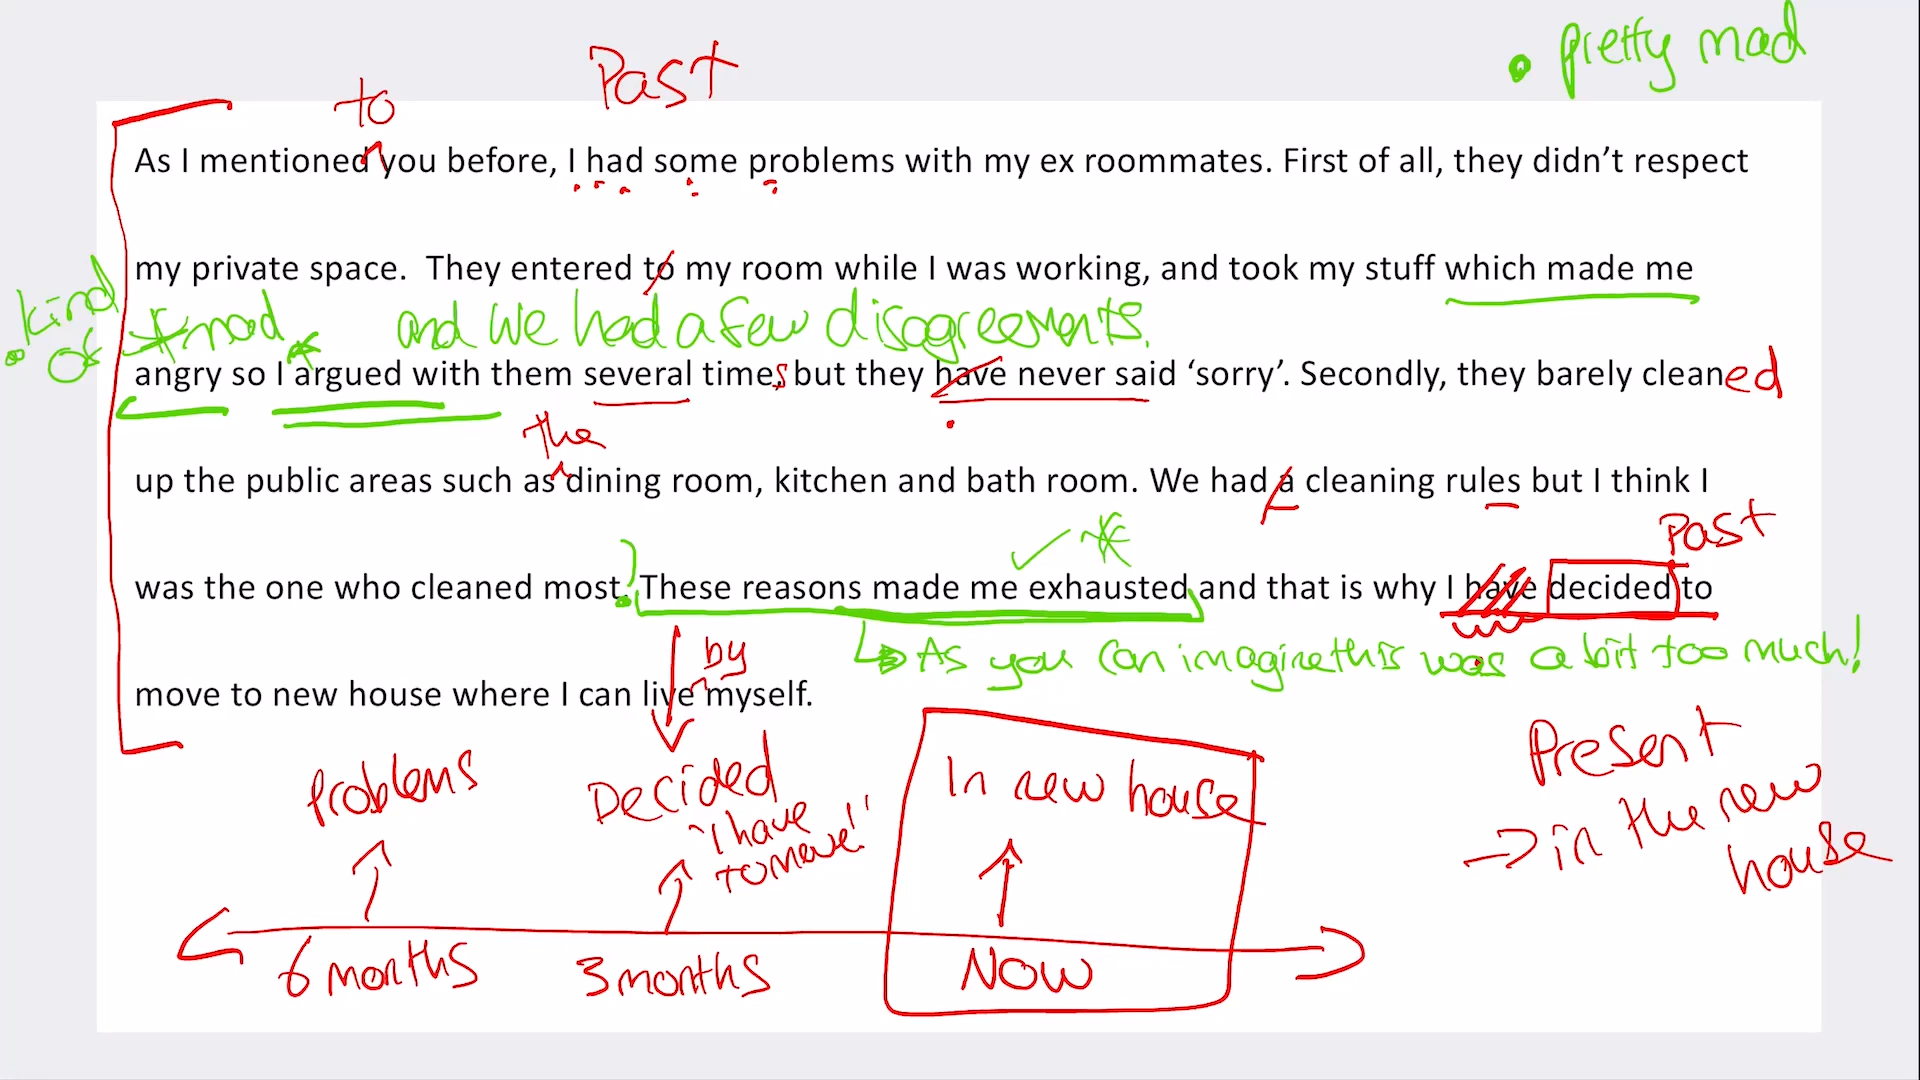 • pretty mad
to Past
As I mentioned you before, I had some problems with my ex roommates. First of all, they didn't respect
my private space. They entered to my room while I was working, and took my stuff which made me
• kind of mad and we had a few disagreements.
angry so I argued with them several times but they have never said 'sorry'. Secondly, they barely cleaned
the
up the public areas such as dining room, kitchen and bath room. We had a cleaning rules but I think I
Past
was the one who cleaned most. These reasons made me exhausted and that is why I have decided to
by As you can imagine this was a bit too much!
move to new house where I can live myself.
Problems Decided In new house Present
"I have to move!" → in the new house
6 months 3 months NOW